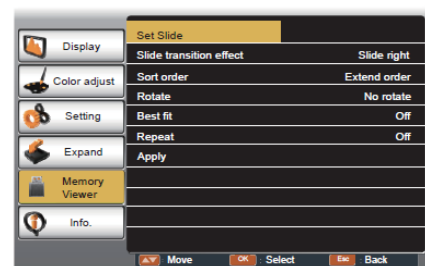 Display
Color adjust
Setting
Expand
Memory
Viewer
Info.
Set Slide
Slide transition effect Slide right
Sort order Extend order
Rotate No rotate
Best fit Off
Repeat Off
Apply
Move OK : Select Esc : Back